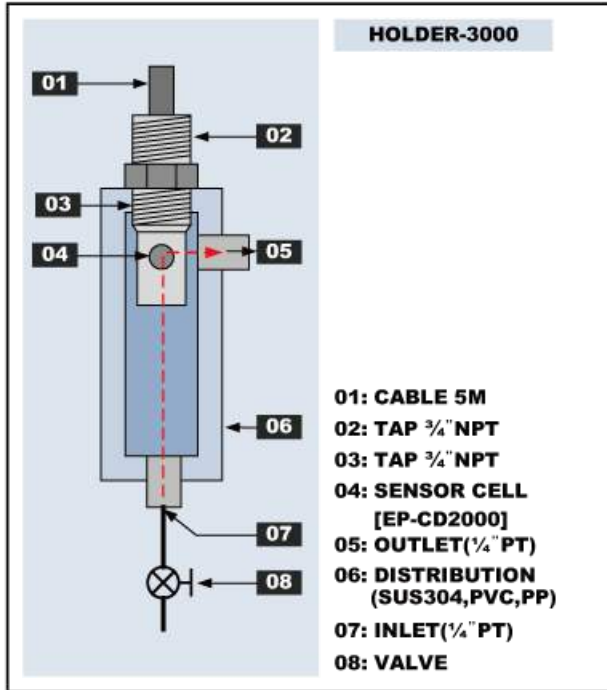 HOLDER-3000
01
02
03
04
05
06
07
08
01: CABLE 5M
02: TAP ¾"NPT
03: TAP ¾"NPT
04: SENSOR CELL
[EP-CD2000]
05: OUTLET(¼"PT)
06: DISTRIBUTION
(SUS304,PVC,PP)
07: INLET(¼"PT)
08: VALVE